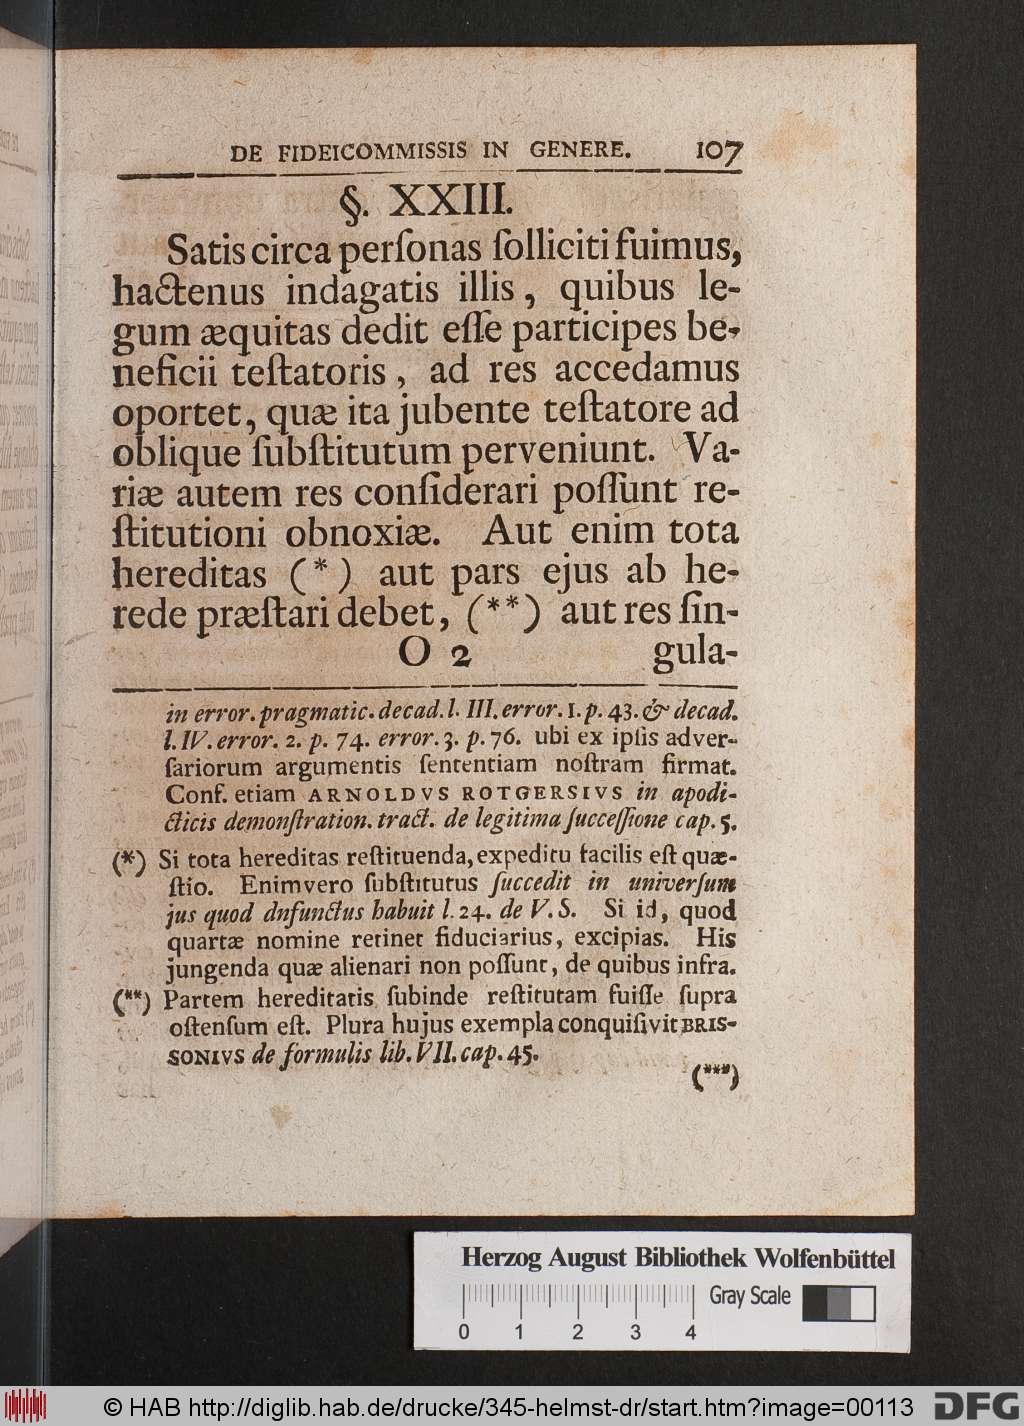 DE FIDEICOMMISSIS IN GENERE. 107
§. XXIII.
Satis circa perſonas ſolliciti fuimus,
hactenus indagatis illis, quibus le-
gum æquitas dedit eſſe participes be-
neficii teſtatoris, ad res accedamus
oportet, quæ ita jubente teſtatore ad
oblique ſubſtitutum perveniunt. Va-
riæ autem res conſiderari poſſunt re-
ſtitutioni obnoxiæ. Aut enim tota
hereditas (*) aut pars ejus ab he-
rede præſtari debet, (**) aut res ſin-
O 2 gula-
in error. pragmatic. decad. l. III. error. 1. p. 43. & decad.
l. IV. error. 2. p. 74. error. 3. p. 76. ubi ex ipſis adver-
ſariorum argumentis ſententiam noſtram firmat.
Conf. etiam ARNOLDVS ROTGERSIVS in apodi-
cticis demonſtration. tract. de legitima ſucceſſione cap. 5.
(*) Si tota hereditas reſtituenda, expeditu facilis eſt quæ-
ſtio. Enimvero ſubſtitutus ſuccedit in univerſum
jus quod dnfunctus habuit l. 24. de V. S. Si id, quod
quartæ nomine retinet fiduciarius, excipias. His
jungenda quæ alienari non poſſunt, de quibus infra.
(**) Partem hereditatis ſubinde reſtitutam fuiſſe ſupra
oſtenſum eſt. Plura hujus exempla conquiſivit BRIS-
SONIVS de formulis lib. VII. cap. 45.
(***)
Herzog August Bibliothek Wolfenbüttel
Gray Scale
0 1 2 3 4
© HAB http://diglib.hab.de/drucke/345-helmst-dr/start.htm?image=00113
DFG